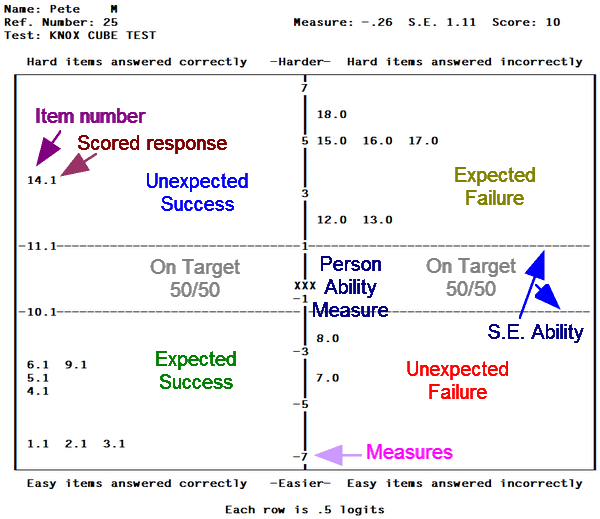 Name: Pete    M
Ref. Number: 25    Measure: -.26  S.E. 1.11  Score: 10
Test: KNOX CUBE TEST
Hard items answered correctly   -Harder-  Hard items answered incorrectly
7
18.0
Item number
5 15.0  16.0  17.0
Scored response
14.1
Unexpected Success
Expected Failure
3
12.0  13.0
-11.1 1
On Target 50/50
Person Ability Measure
On Target 50/50
XXX
-1
-10.1
S.E. Ability
8.0
-3
Expected Success
Unexpected Failure
6.1  9.1
5.1
7.0
4.1
-5
1.1  2.1  3.1
-7
Measures
Easy items answered correctly   -Easier-  Easy items answered incorrectly
Each row is .5 logits